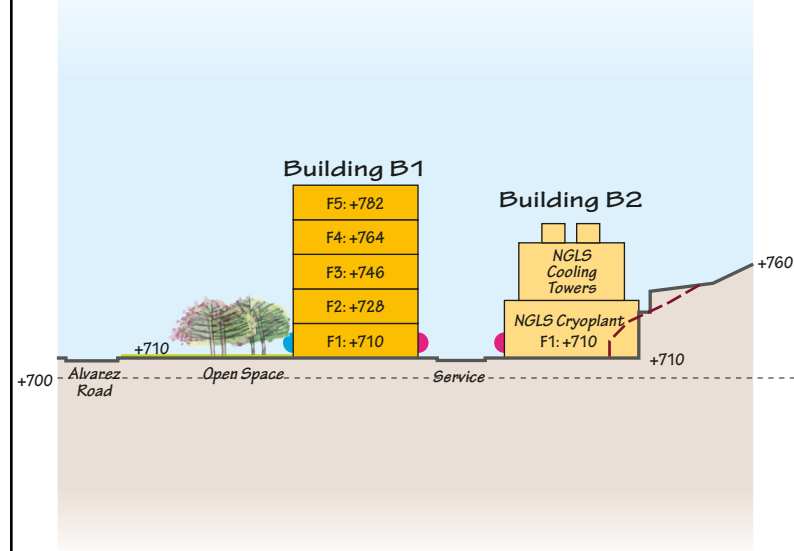 Building B1
F5: +782
F4: +764
F3: +746
F2: +728
F1: +710
Building B2
NGLS
Cooling
Towers
NGLS Cryoplant
F1: +710
+760
+710
+710
+700
Alvarez
Road
Open Space
Service